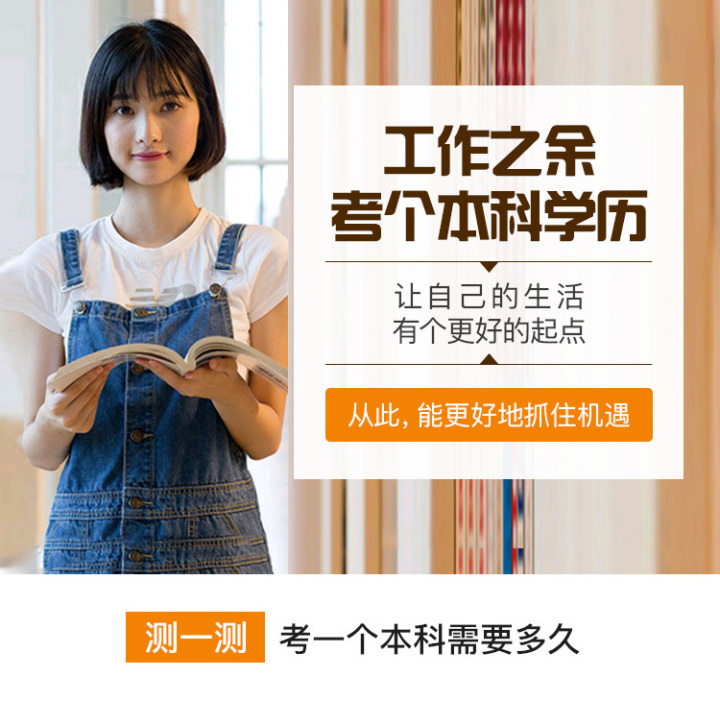 工作之余
考个本科学历
让自己的生活
有个更好的起点
从此，能更好地抓住机遇
测一测 考一个本科需要多久